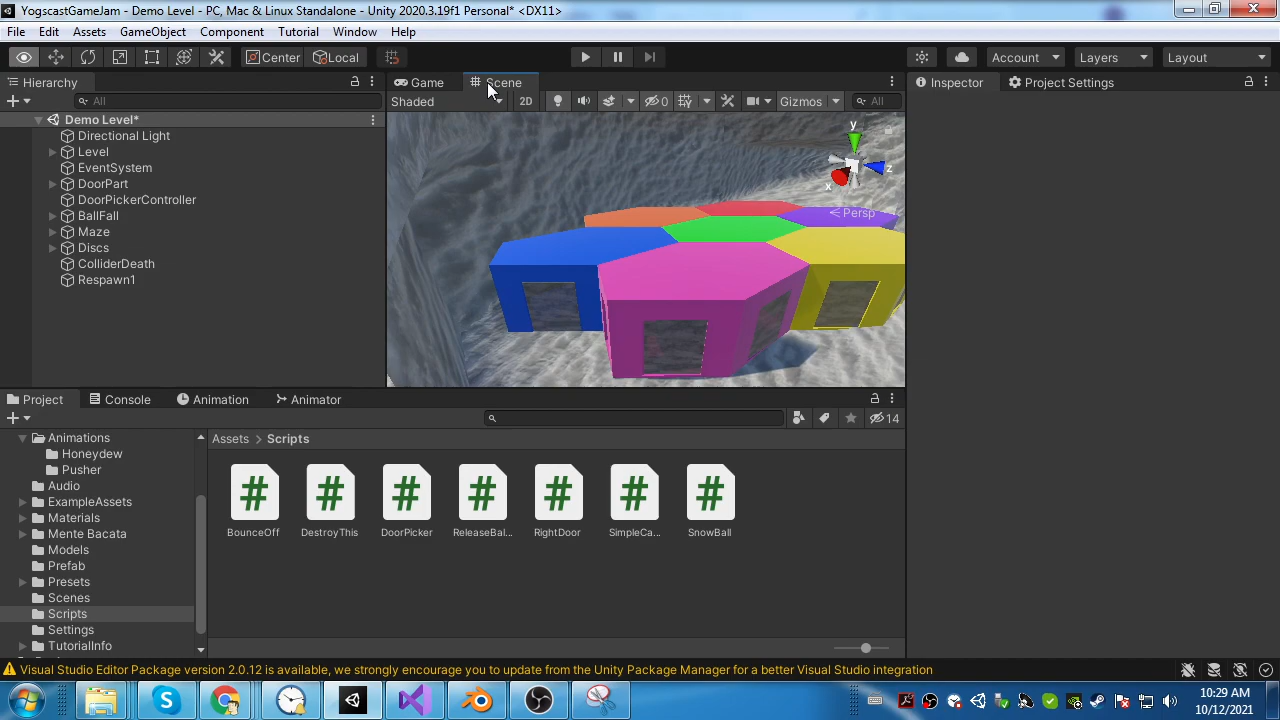 YogscastGameJam - Demo Level - PC, Mac & Linux Standalone - Unity 2020.3.19f1 Personal* <DX11>
File Edit Assets GameObject Component Tutorial Window Help
Center Local Account Layers Layout
Hierarchy Game Scene Inspector Project Settings
All Shaded 2D 0 Gizmos All
Demo Level*
Directional Light
Level
EventSystem
DoorPart
DoorPickerController
BallFall
Maze
Discs
ColliderDeath
Respawn1
y
z
x
< Persp
Project Console Animation Animator
14
Animations
Honeydew
Pusher
Audio
ExampleAssets
Materials
Mente Bacata
Models
Prefab
Presets
Scenes
Scripts
Settings
TutorialInfo
Assets > Scripts
# # # # # # #
BounceOff DestroyThis DoorPicker ReleaseBal... RightDoor SimpleCa... SnowBall
Visual Studio Editor Package version 2.0.12 is available, we strongly encourage you to update from the Unity Package Manager for a better Visual Studio integration
10:29 AM
10/12/2021